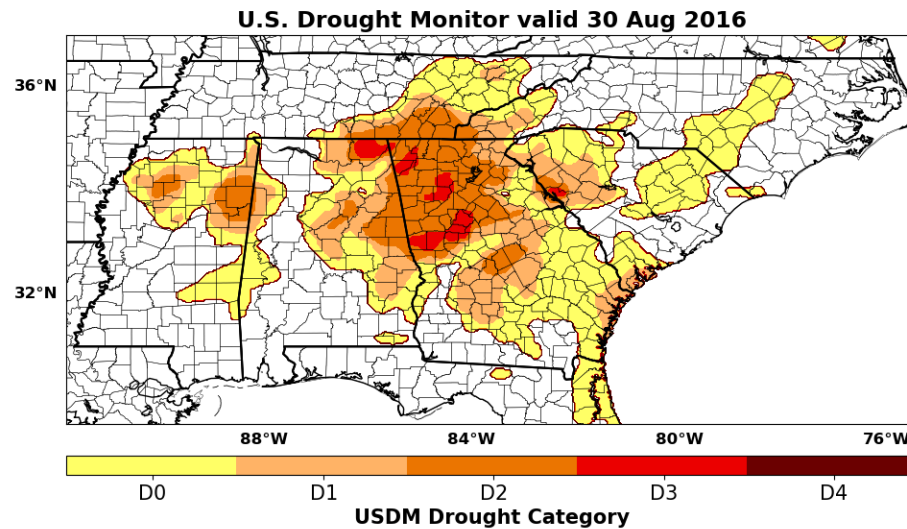 U.S. Drought Monitor valid 30 Aug 2016
36°N
32°N
88°W 84°W 80°W 76°W
D0 D1 D2 D3 D4
USDM Drought Category